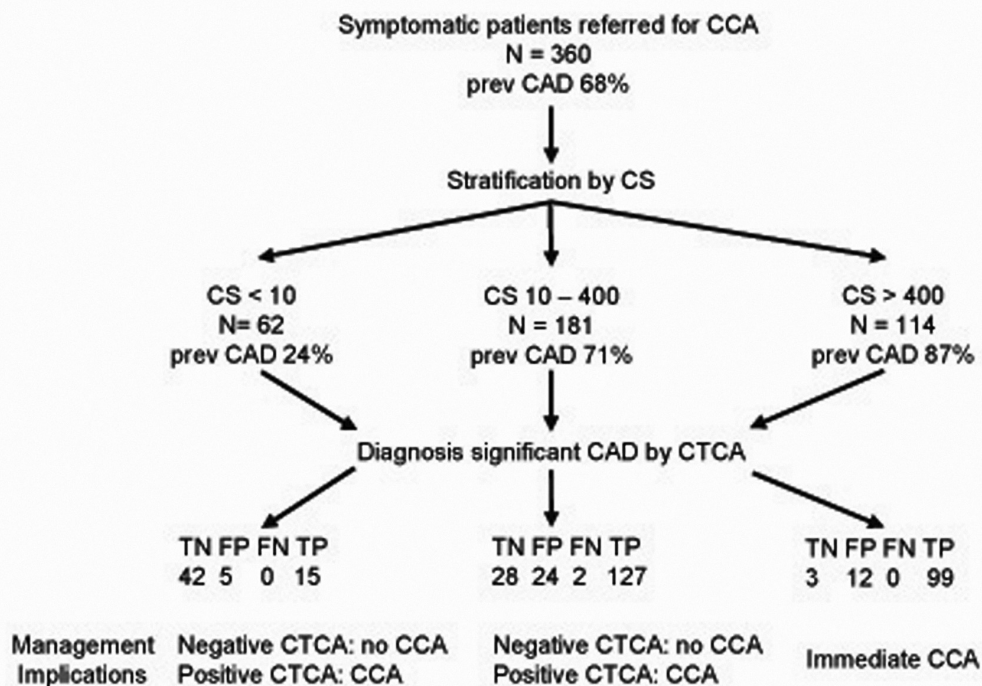 Symptomatic patients referred for CCA
N = 360
prev CAD 68%
Stratification by CS
CS < 10
N= 62
prev CAD 24%
CS 10 – 400
N = 181
prev CAD 71%
CS > 400
N = 114
prev CAD 87%
Diagnosis significant CAD by CTCA
TN FP FN TP
42 5 0 15
TN FP FN TP
28 24 2 127
TN FP FN TP
3 12 0 99
Management
Implications
Negative CTCA: no CCA
Positive CTCA: CCA
Negative CTCA: no CCA
Positive CTCA: CCA
Immediate CCA